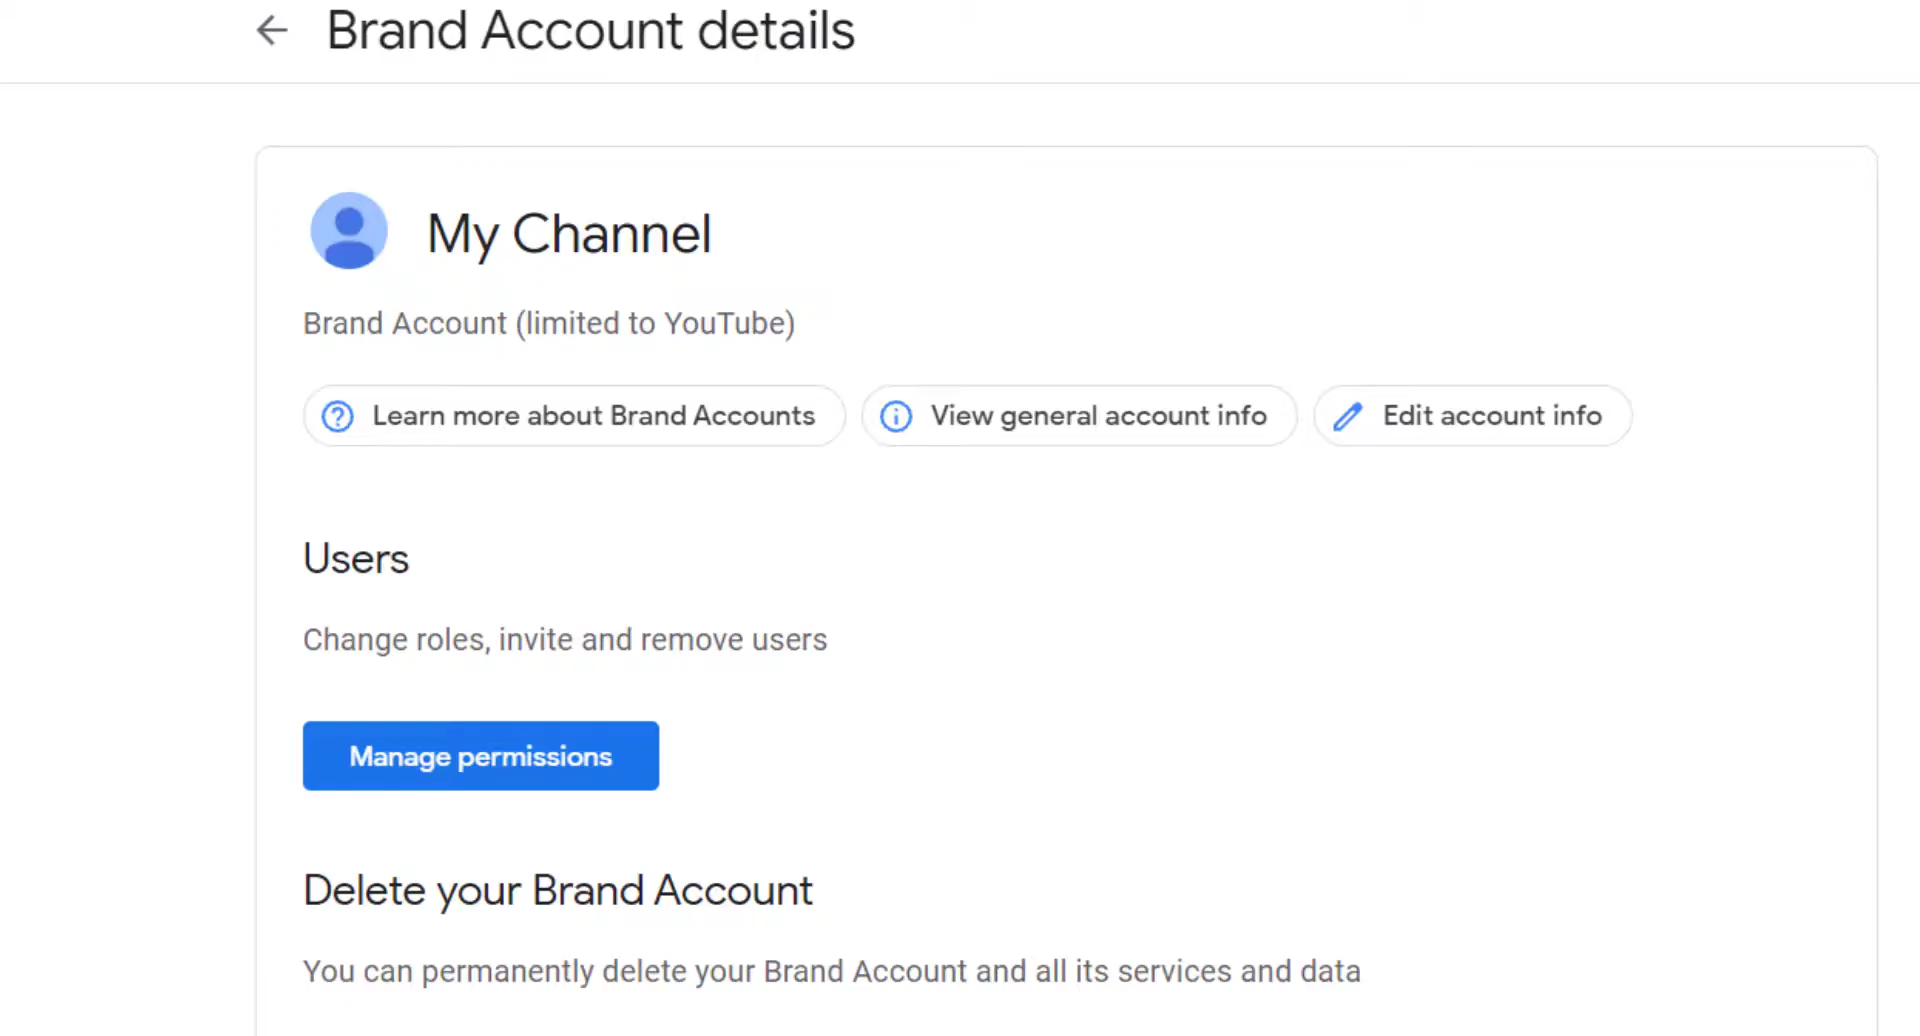 Brand Account details
My Channel
Brand Account (limited to YouTube)
Learn more about Brand Accounts
View general account info
Edit account info
Users
Change roles, invite and remove users
Manage permissions
Delete your Brand Account
You can permanently delete your Brand Account and all its services and data